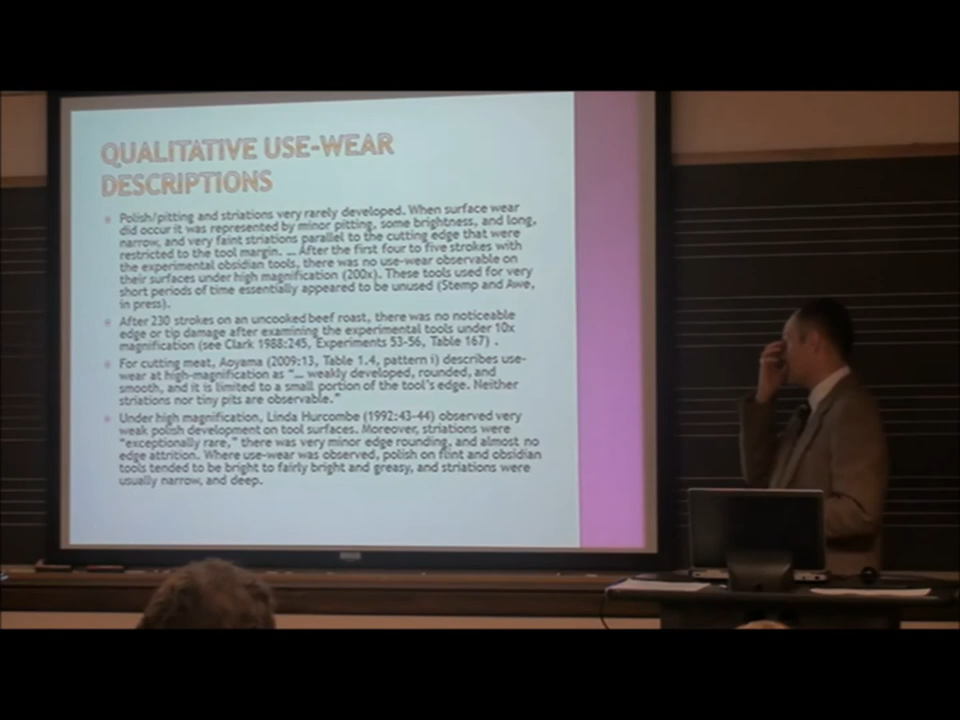 QUALITATIVE USE-WEAR
DESCRIPTIONS
Polish/pitting and striations very rarely developed. When surface wear
did occur it was represented by minor pitting, some brightness, and long,
narrow, and very faint striations parallel to the cutting edge that were
restricted to the tool margin. ... After the first four to five strokes with
the experimental obsidian tools, there was no use-wear observable on
their surfaces under high magnification (200x). These tools used for very
short periods of time essentially appeared to be unused (Stemp and Awe,
in press).
After 230 strokes on an uncooked beef roast, there was no noticeable
edge or tip damage after examining the experimental tools under 10x
magnification (see Clark 1988:245, Experiments 53-56, Table 167) .
For cutting meat, Aoyama (2009:13, Table 1.4, pattern i) describes use-
wear at high-magnification as "... weakly developed, rounded, and
smooth, and it is limited to a small portion of the tool's edge. Neither
striations nor tiny pits are observable."
Under high magnification, Linda Hurcombe (1992:43-44) observed very
weak polish development on tool surfaces. Moreover, striations were
"exceptionally rare," there was very minor edge rounding, and almost no
edge attrition. Where use-wear was observed, polish on flint and obsidian
tools tended to be bright to fairly bright and greasy, and striations were
usually narrow, and deep.